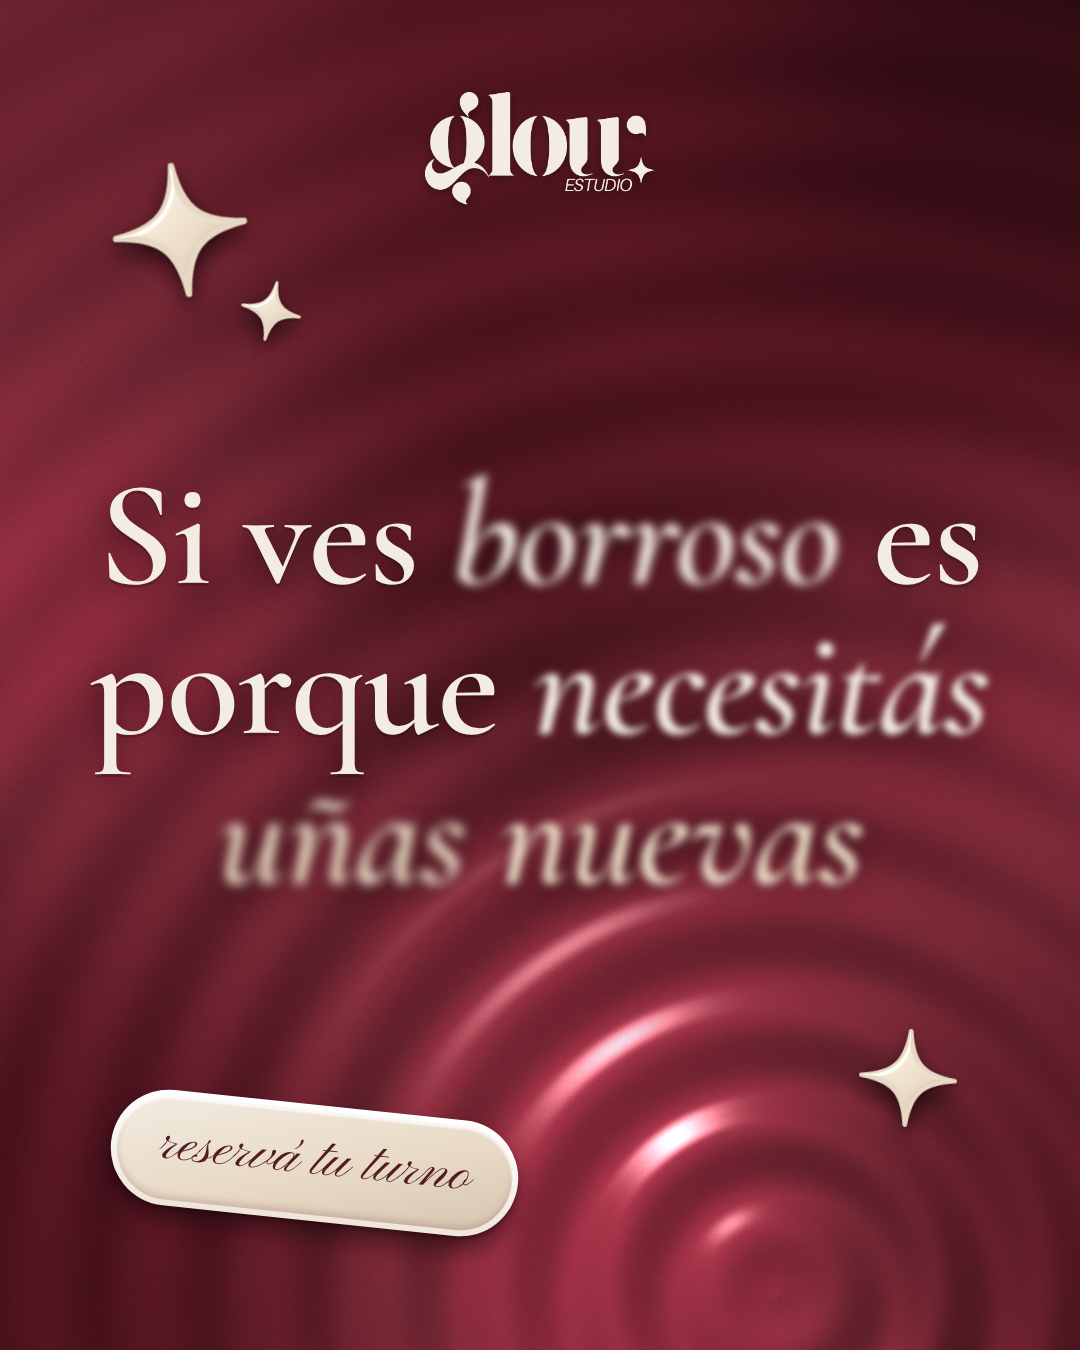 glow
ESTUDIO
Si ves borroso es
porque necesitás
uñas nuevas
reservá tu turno